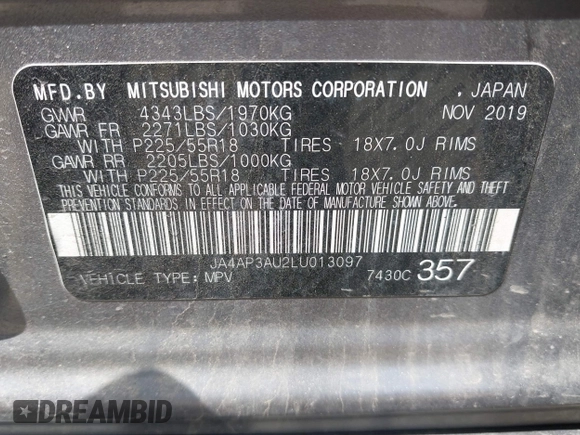 MFD.BY MITSUBISHI MOTORS CORPORATION . JAPAN
GVWR 4343LBS/1970KG NOV 2019
GAWR FR 2271LBS/1030KG
WITH P225/55R18 TIRES 18X7.0J RIMS
GAWR RR 2205LBS/1000KG
WITH P225/55R18 TIRES 18X7.0J RIMS
THIS VEHICLE CONFORMS TO ALL APPLICABLE FEDERAL MOTOR VEHICLE SAFETY AND THEFT
PREVENTION STANDARDS IN EFFECT ON THE DATE OF MANUFACTURE SHOWN ABOVE.
JA4AP3AU2LU013097
VEHICLE TYPE: MPV 7430C 357
DREAMBID